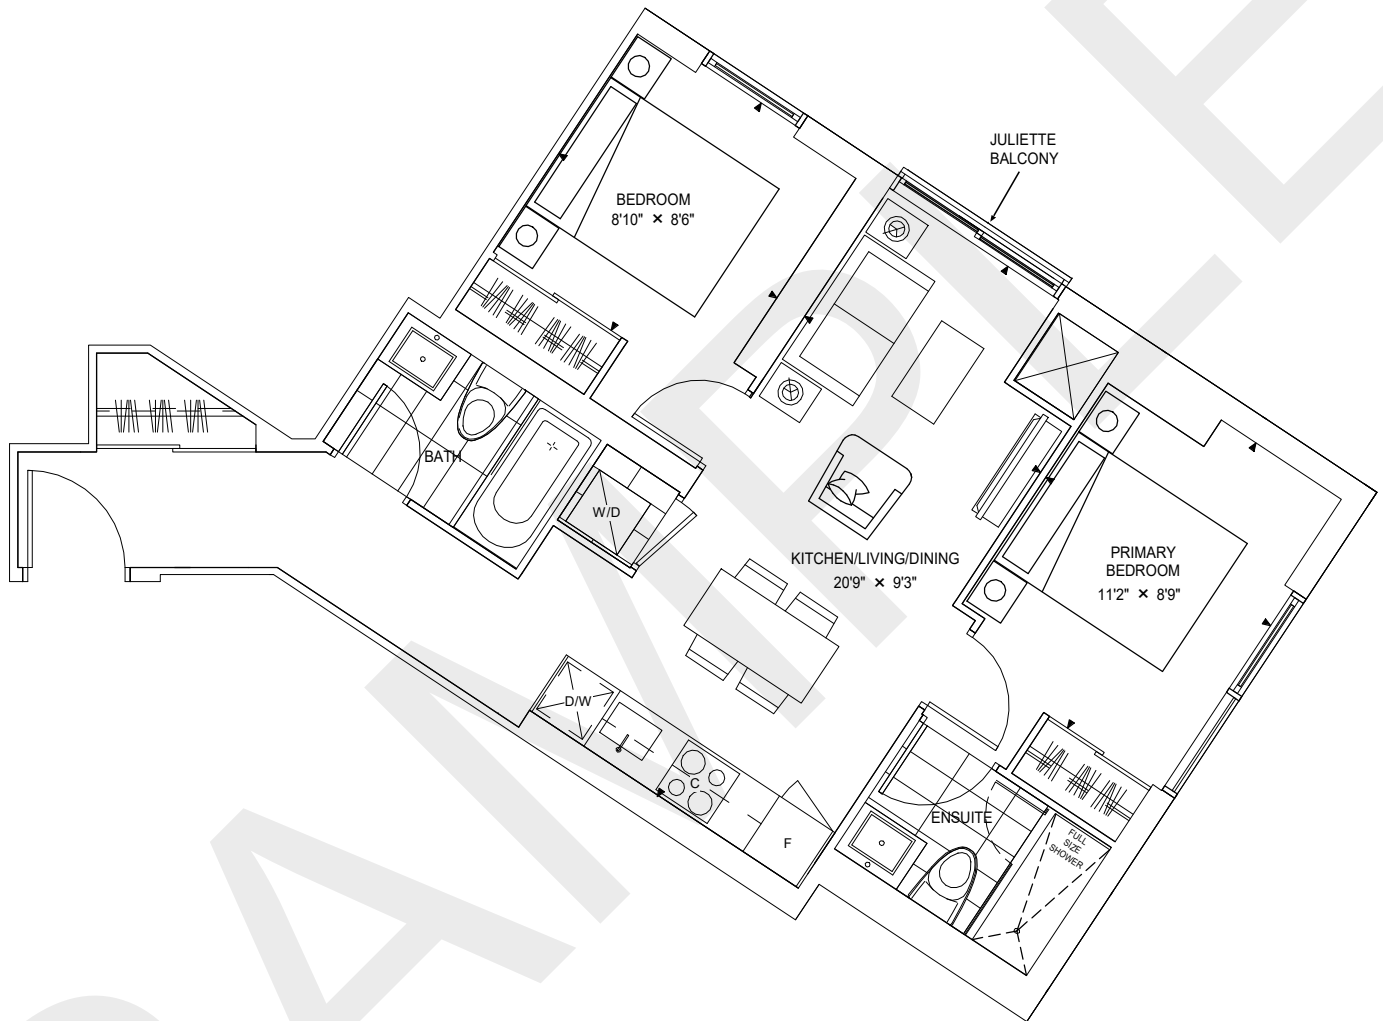 JULIETTE
BALCONY
BEDROOM
8'10" × 8'6"
BATH
W/D
KITCHEN/LIVING/DINING
20'9" × 9'3"
PRIMARY
BEDROOM
11'2" × 8'9"
D/W
C
F
ENSUITE
FULL
SIZE
SHOWER
SAMPLE